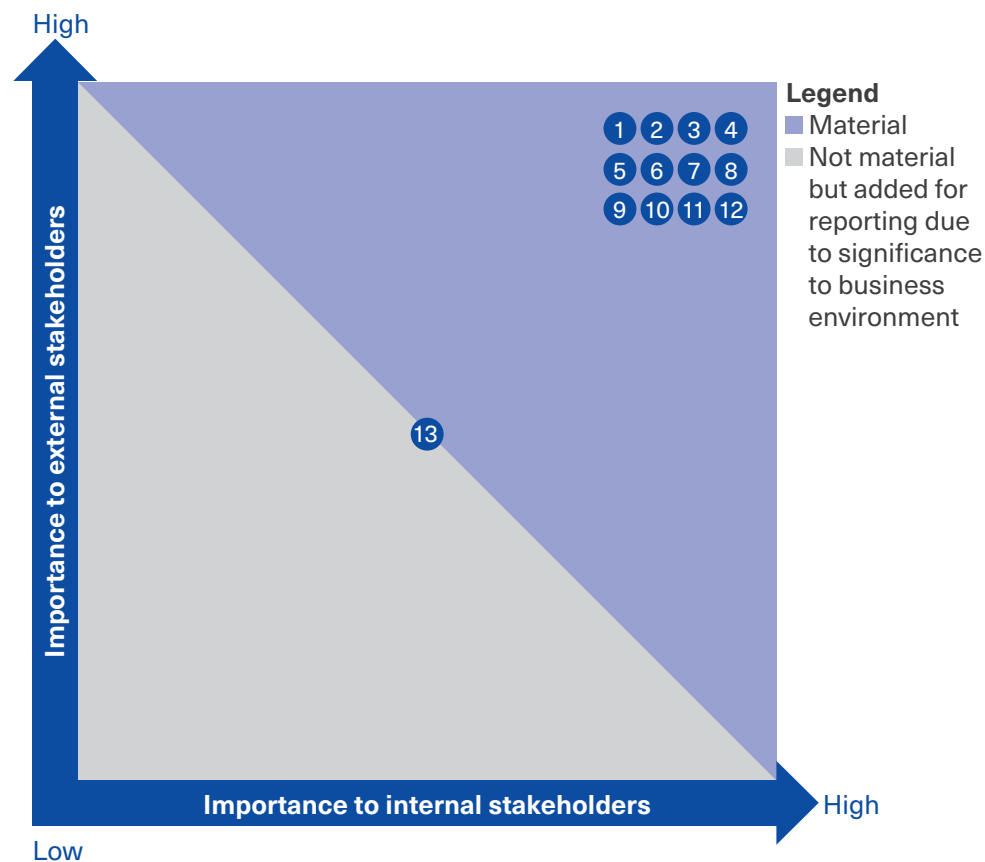 High
Importance to external stakeholders
1 2 3 4
5 6 7 8
9 10 11 12
13
Importance to internal stakeholders
High
Low
Legend
Material
Not material
but added for
reporting due
to significance
to business
environment